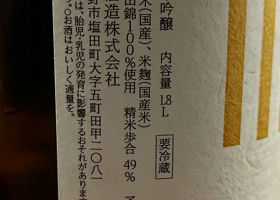 吟醸
内容量1.8L
要冷蔵
米(国産)、米麹(国産米)
田錦100%使用 精米歩合49%
造株式会社
野市塩田町大字五町田甲二〇八一
は、胎児・乳児の発育に影響するおそれがありま
。お酒はおいしく適量を。